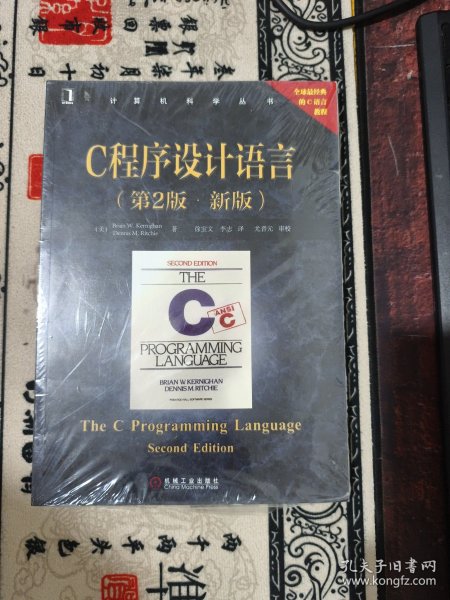 计算机科学丛书
全球最经典
的C语言
教程
C程序设计语言
（第2版·新版）
（美） Brian W. Kernighan
Dennis M. Ritchie 著 徐宝文 李志 译 尤晋元 审校
SECOND EDITION
THE
C
ANSI
C
PROGRAMMING
LANGUAGE
BRIAN W. KERNIGHAN
DENNIS M. RITCHIE
PRENTICE HALL SOFTWARE SERIES
The C Programming Language
Second Edition
机械工业出版社
China Machine Press
孔夫子旧书网
www.kongfz.com